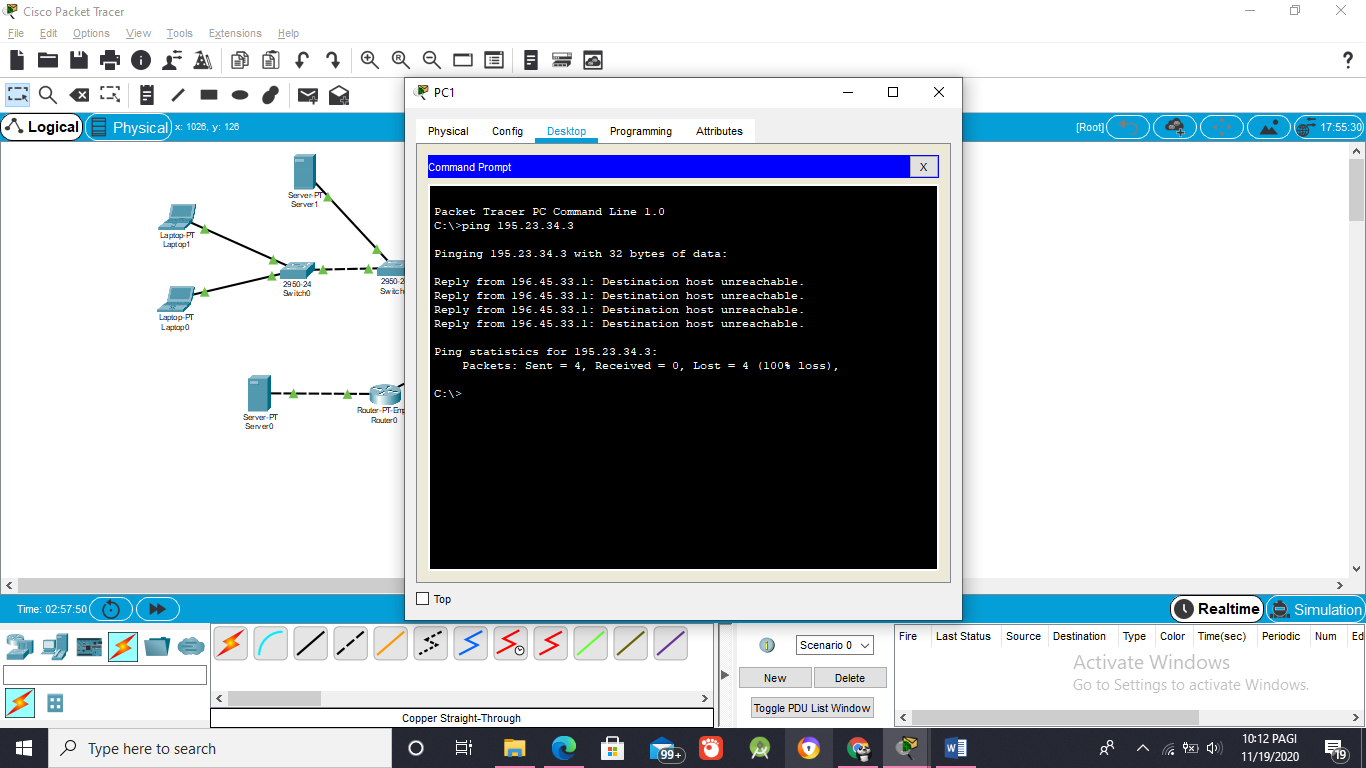 Cisco Packet Tracer
File Edit Options View Tools Extensions Help
?
Logical
Physical
x: 1026, y: 126
[Root]
17:55:30
Server-PT
Server1
Laptop-PT
Laptop1
2950-24
Switch0
2950-2
Switch
Laptop-PT
Laptop0
Server-PT
Server0
Router-PT-Emp
Router0
PC1
Physical Config Desktop Programming Attributes
Command Prompt
X
Packet Tracer PC Command Line 1.0
C:\>ping 195.23.34.3
Pinging 195.23.34.3 with 32 bytes of data:
Reply from 196.45.33.1: Destination host unreachable.
Reply from 196.45.33.1: Destination host unreachable.
Reply from 196.45.33.1: Destination host unreachable.
Reply from 196.45.33.1: Destination host unreachable.
Ping statistics for 195.23.34.3:
Packets: Sent = 4, Received = 0, Lost = 4 (100% loss),
C:\>
Top
Time: 02:57:50
Realtime
Simulation
Copper Straight-Through
Scenario 0
New
Delete
Toggle PDU List Window
Fire Last Status Source Destination Type Color Time(sec) Periodic Num Ed
Activate Windows
Go to Settings to activate Windows.
Type here to search
99+
10:12 PAGI
11/19/2020
19